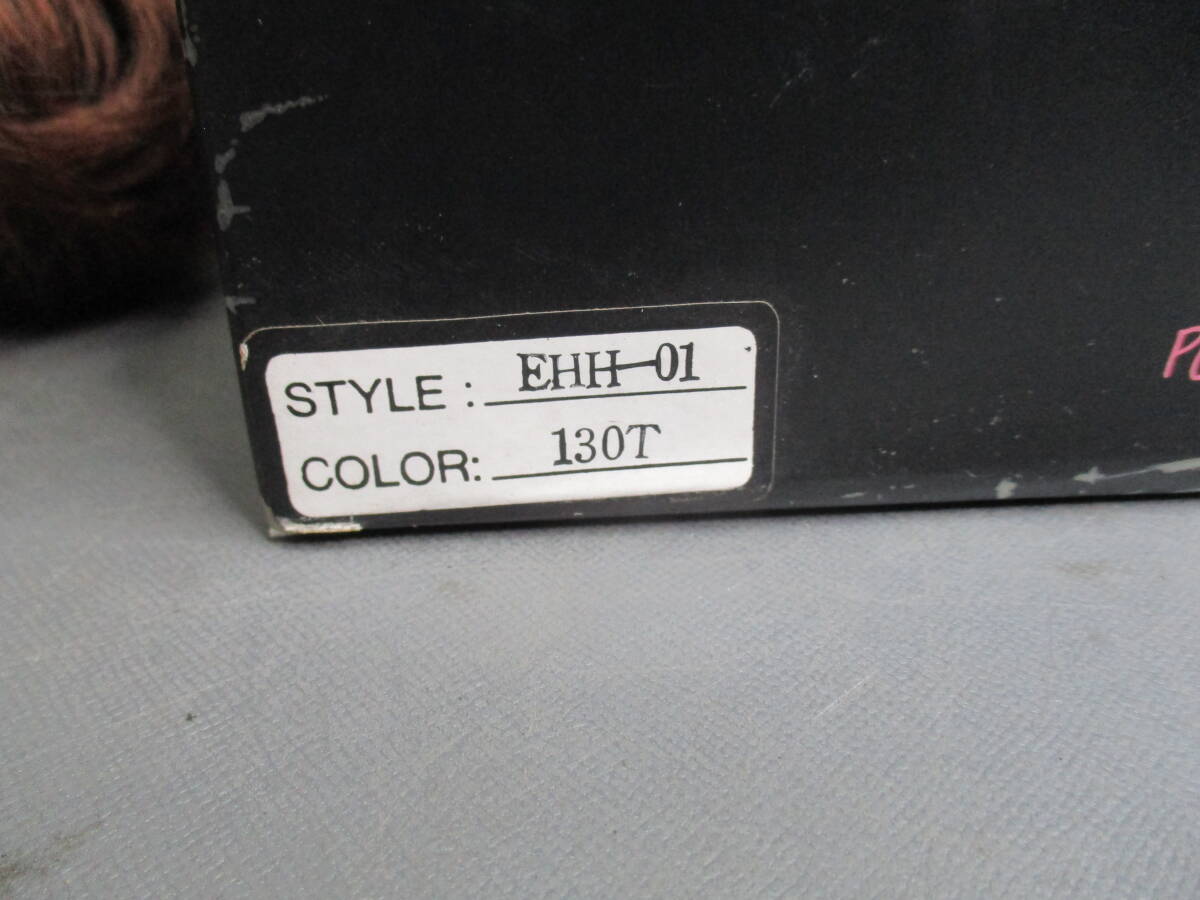 STYLE : EHH-01
COLOR: 130T